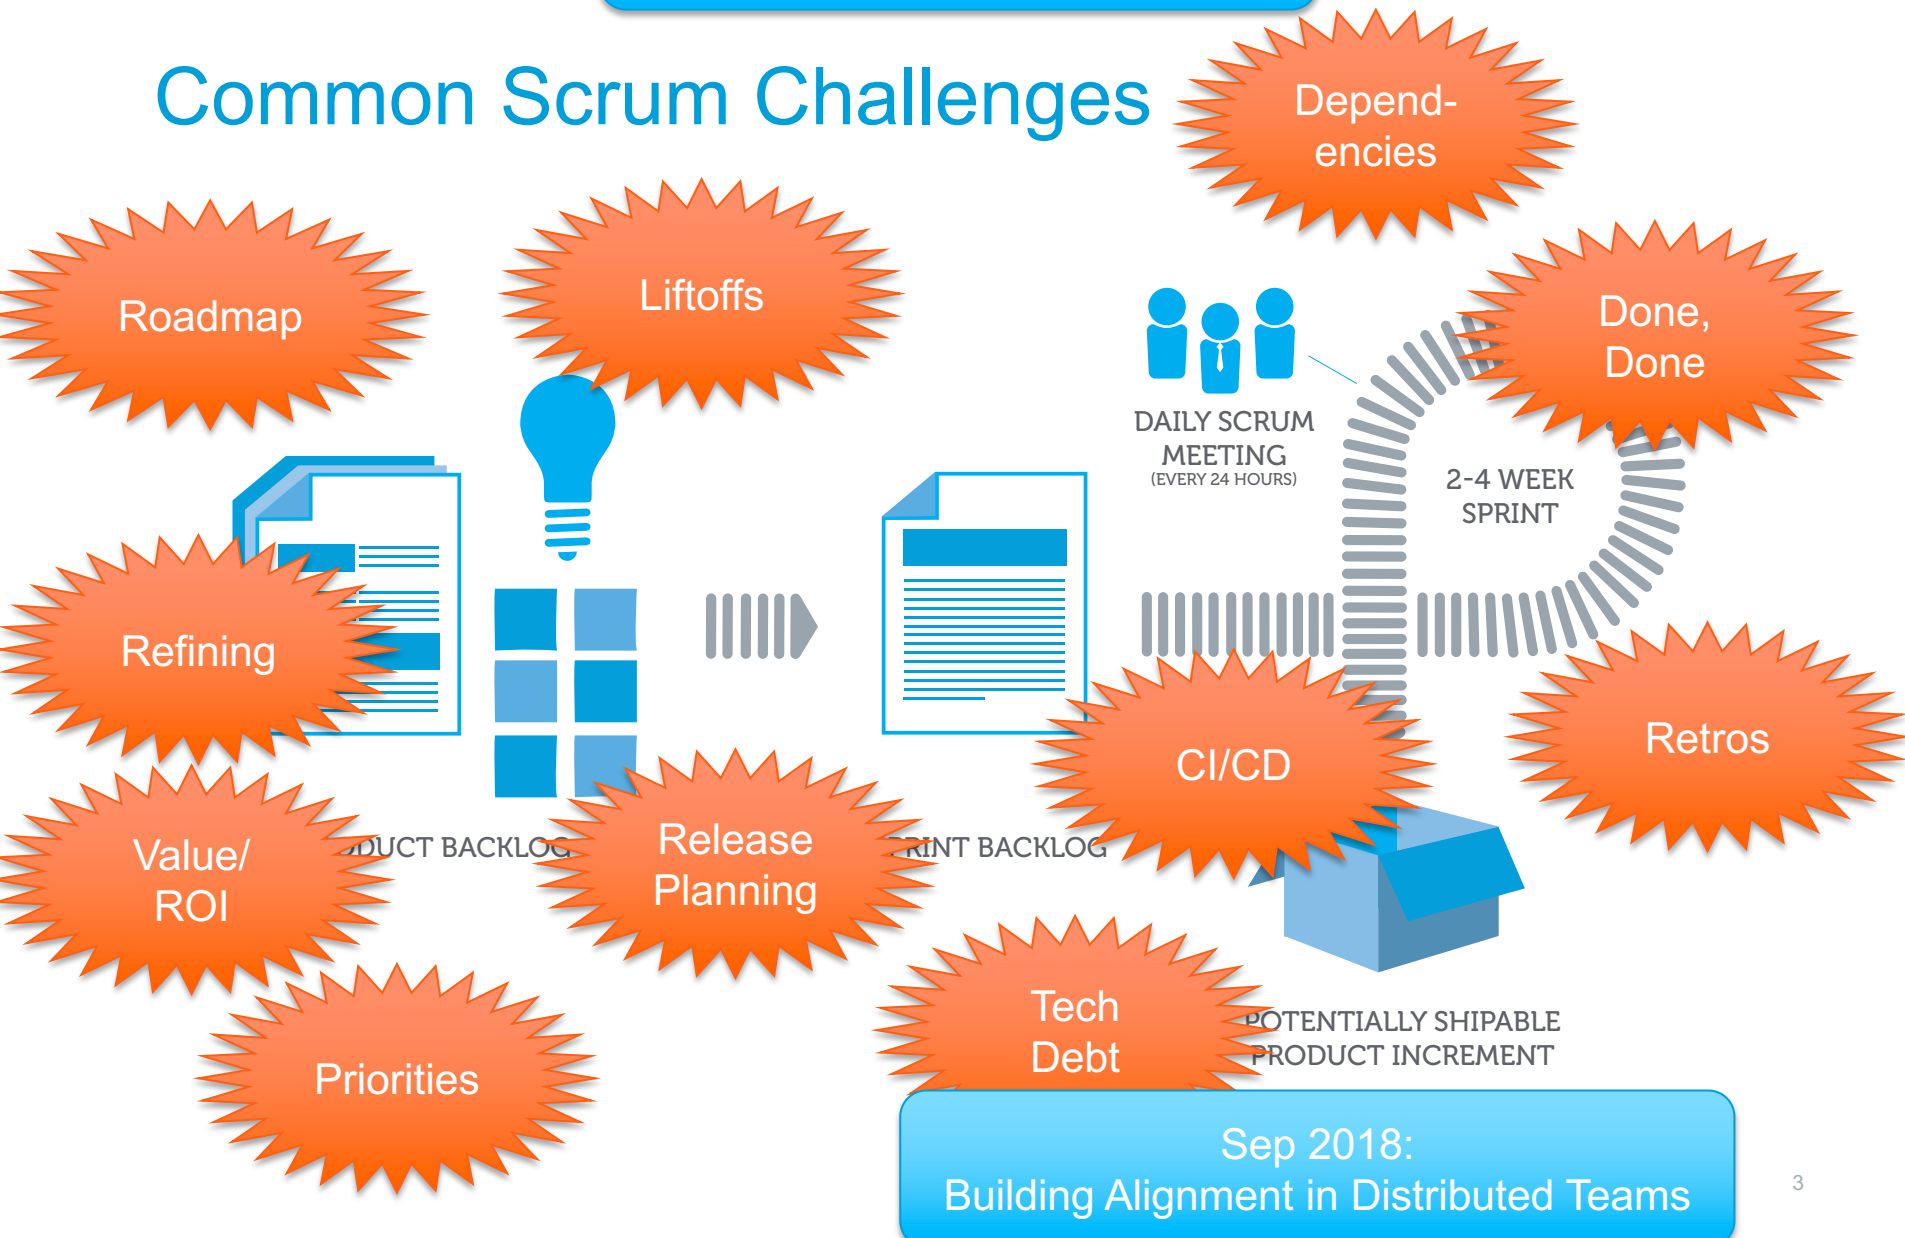 Common Scrum Challenges
Depend-
encies
Roadmap
Liftoffs
Done,
Done
DAILY SCRUM
MEETING
(EVERY 24 HOURS)
2-4 WEEK
SPRINT
Refining
CI/CD
Retros
Value/
ROI
BACKLOG
Release
Planning
BACKLOG
Priorities
Tech
Debt
POTENTIALLY SHIPABLE
PRODUCT INCREMENT
Sep 2018:
Building Alignment in Distributed Teams
3